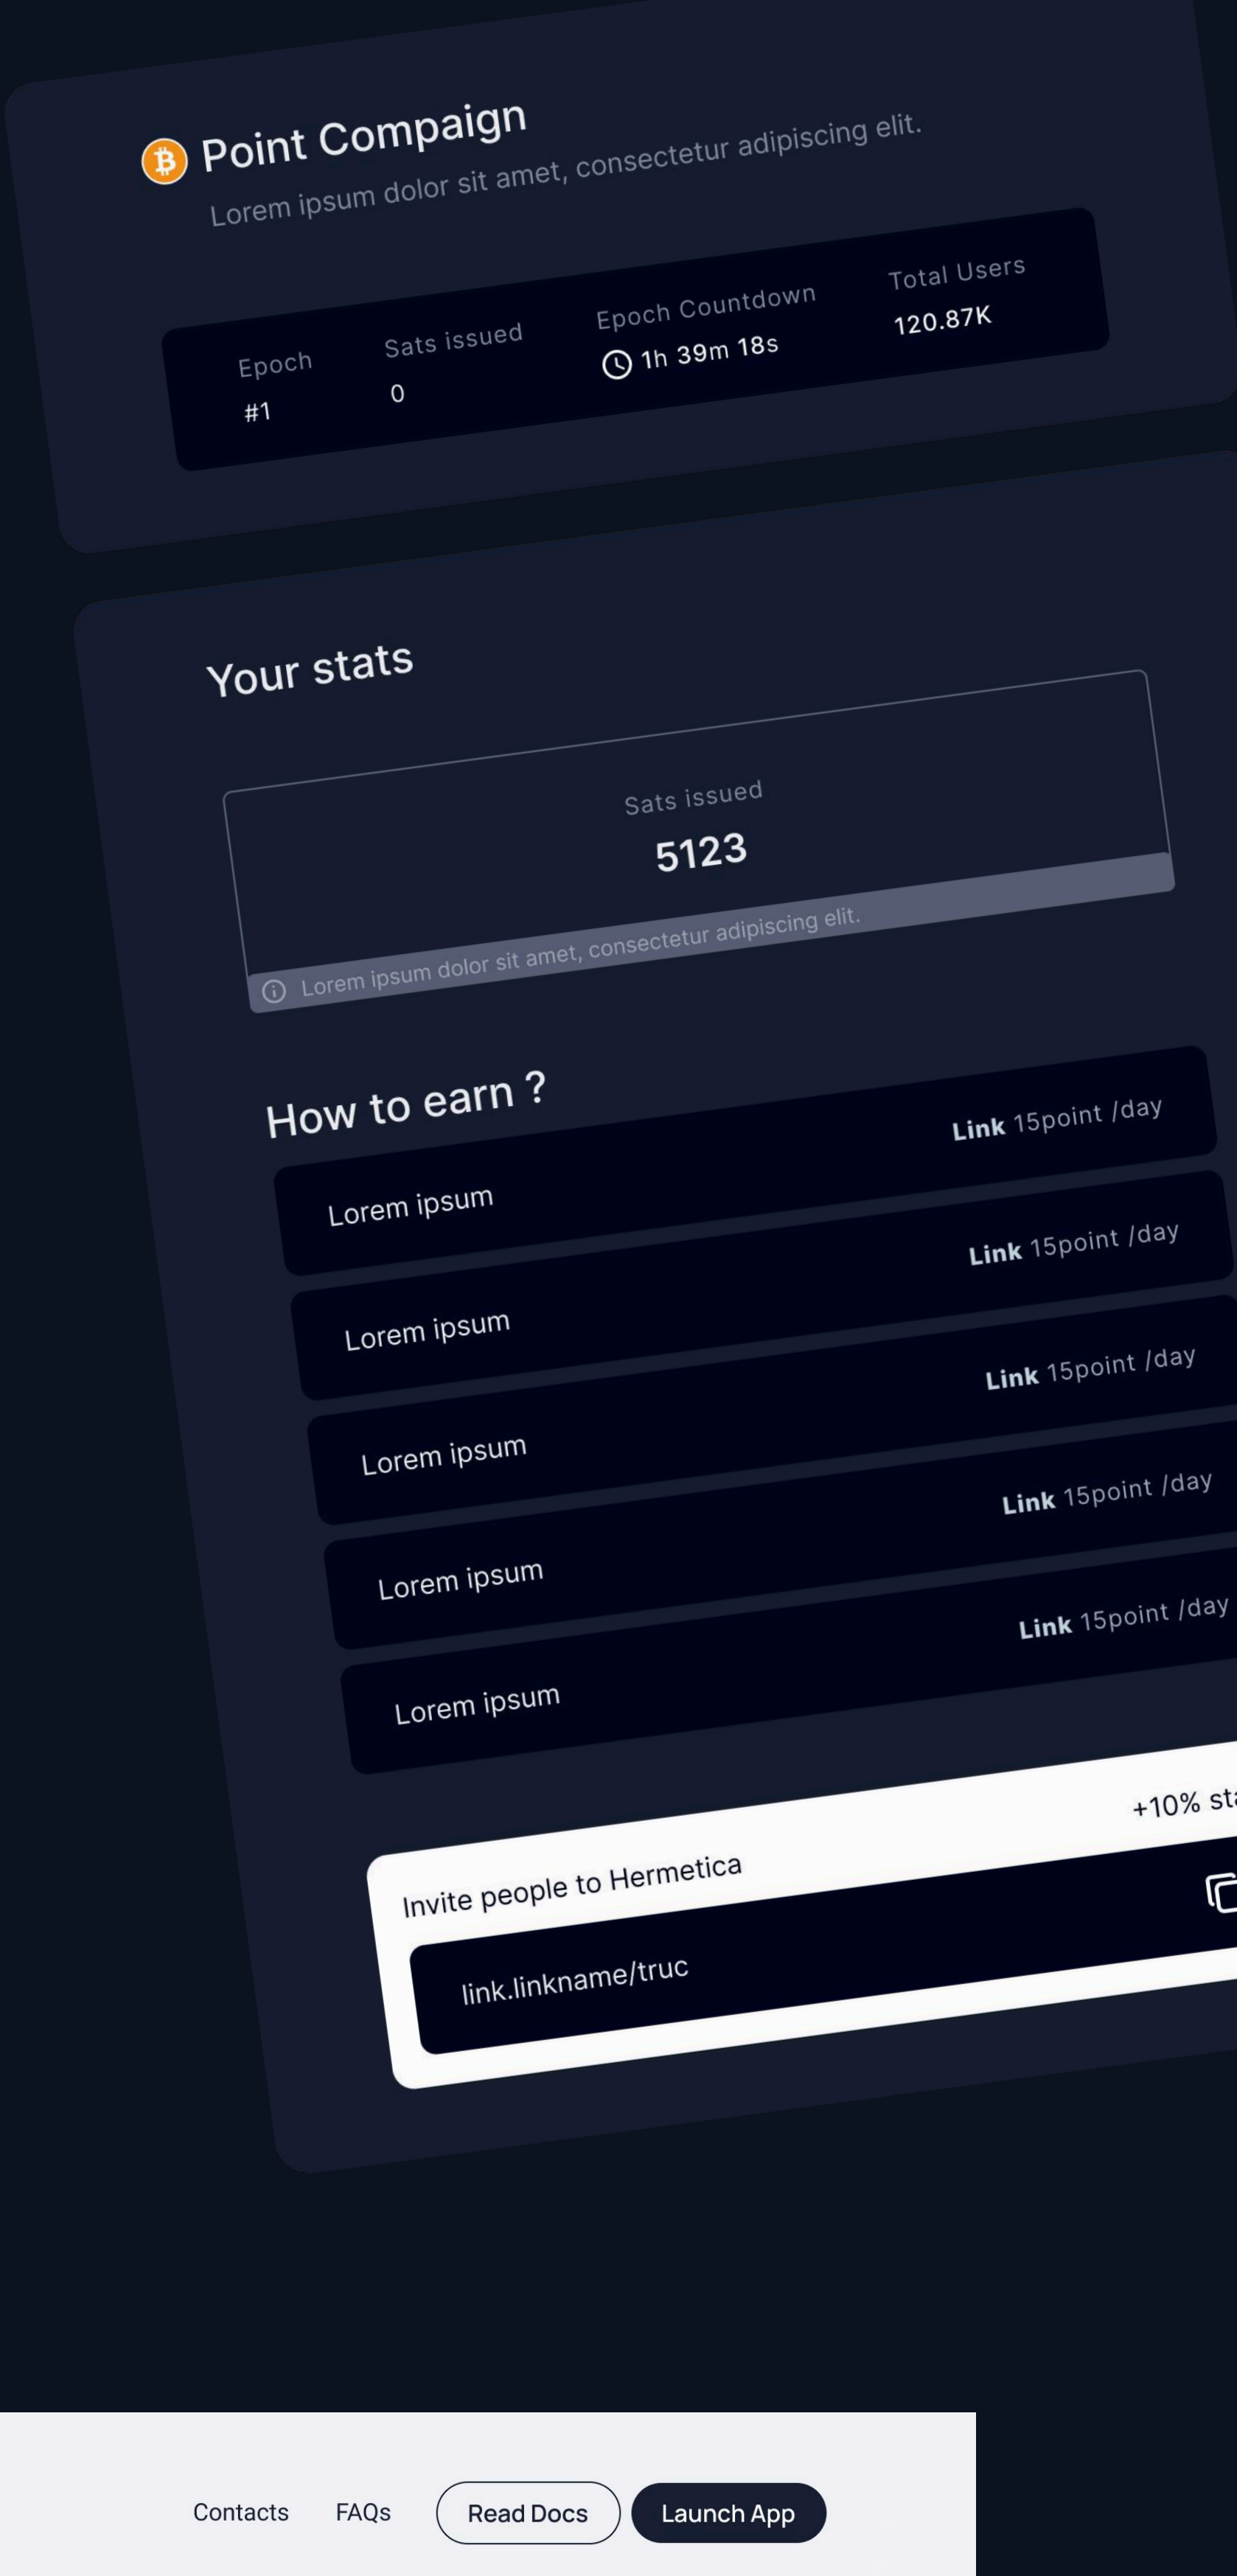 Point Compaign
Lorem ipsum dolor sit amet, consectetur adipiscing elit.
Epoch
#1
Sats issued
0
Epoch Countdown
1h 39m 18s
Total Users
120.87K
Your stats
Sats issued
5123
Lorem ipsum dolor sit amet, consectetur adipiscing elit.
How to earn ?
Lorem ipsum Link 15point /day
Lorem ipsum Link 15point /day
Lorem ipsum Link 15point /day
Lorem ipsum Link 15point /day
Lorem ipsum Link 15point /day
Invite people to Hermetica +10%
link.linkname/truc
Contacts FAQs Read Docs Launch App